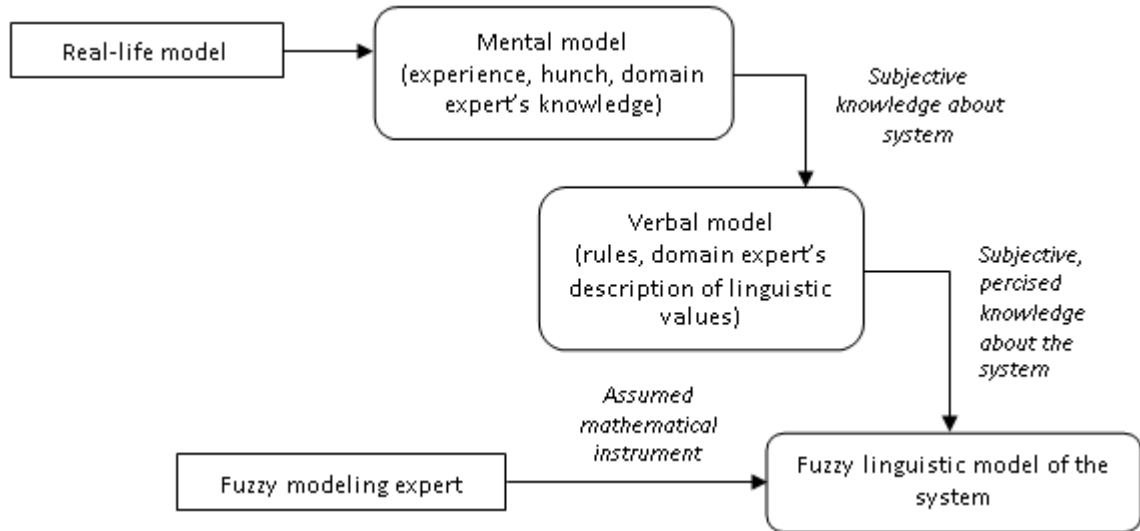 Real-life model
Mental model
(experience, hunch, domain
expert's knowledge)
Subjective
knowledge about
system
Verbal model
(rules, domain expert's
description of linguistic
values)
Subjective,
percised
knowledge
about the
system
Assumed
mathematical
instrument
Fuzzy modeling expert
Fuzzy linguistic model of the
system